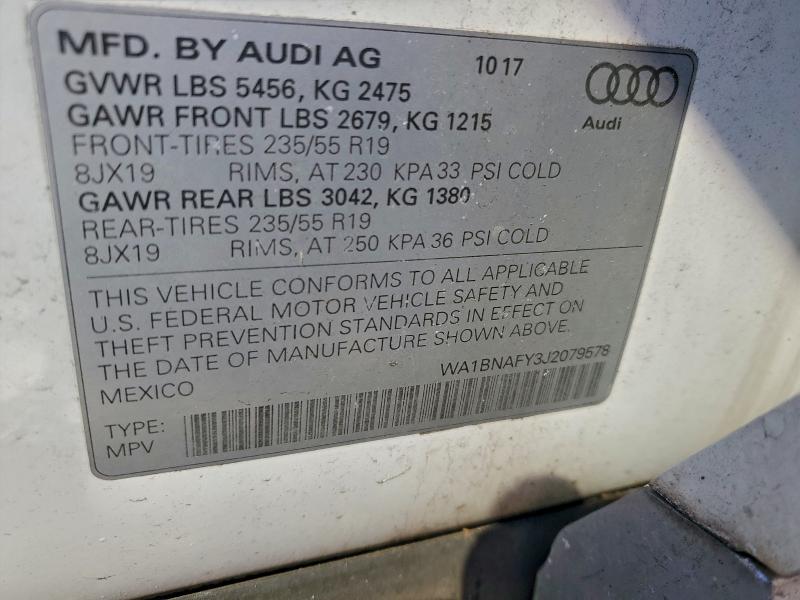 MFD. BY AUDI AG 10 17
GVWR LBS 5456, KG 2475
GAWR FRONT LBS 2679, KG 1215
Audi
FRONT-TIRES 235/55 R19
8JX19 RIMS, AT 230 KPA 33 PSI COLD
GAWR REAR LBS 3042, KG 1380
REAR-TIRES 235/55 R19
8JX19 RIMS, AT 250 KPA 36 PSI COLD
THIS VEHICLE CONFORMS TO ALL APPLICABLE
U.S. FEDERAL MOTOR VEHICLE SAFETY AND
THEFT PREVENTION STANDARDS IN EFFECT ON
THE DATE OF MANUFACTURE SHOWN ABOVE.
WA1BNAFY3J2079578
MEXICO
TYPE:
MPV